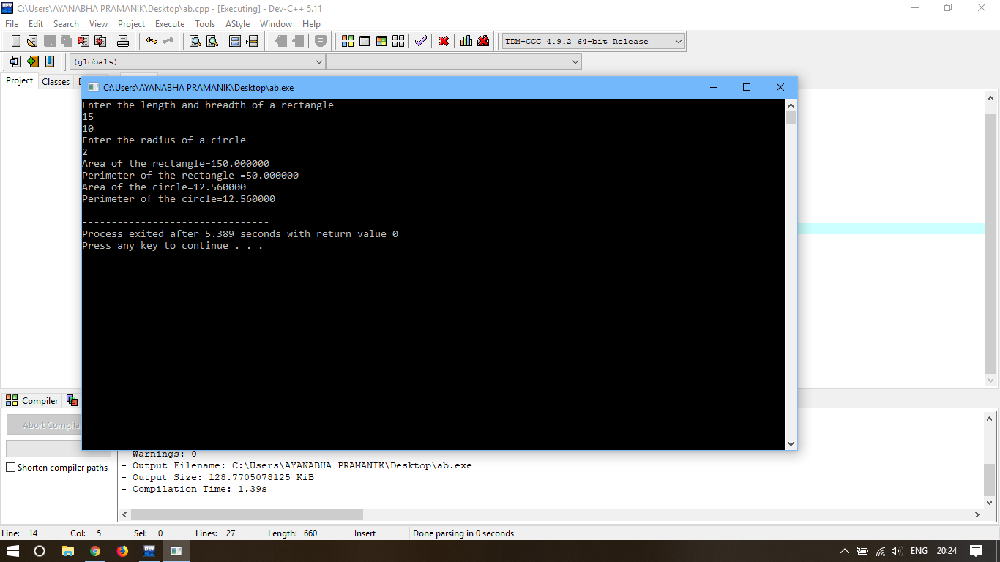 C:\Users\AYANABHA PRAMANIK\Desktop\ab.cpp - [Executing] - Dev-C++ 5.11
File Edit Search View Project Execute Tools AStyle Window Help
TDM-GCC 4.9.2 64-bit Release
(globals)
Project Classes
C:\Users\AYANABHA PRAMANIK\Desktop\ab.exe
Enter the length and breadth of a rectangle
15
10
Enter the radius of a circle
2
Area of the rectangle=150.000000
Perimeter of the rectangle =50.000000
Area of the circle=12.560000
Perimeter of the circle=12.560000
--------------------------------
Process exited after 5.389 seconds with return value 0
Press any key to continue . . .
Compiler
Abort Compilat
Shorten compiler paths
- Warnings: 0
- Output Filename: C:\Users\AYANABHA PRAMANIK\Desktop\ab.exe
- Output Size: 128.7705078125 KiB
- Compilation Time: 1.39s
Line: 14 Col: 5 Sel: 0 Lines: 27 Length: 660 Insert Done parsing in 0 seconds
ENG 20:24